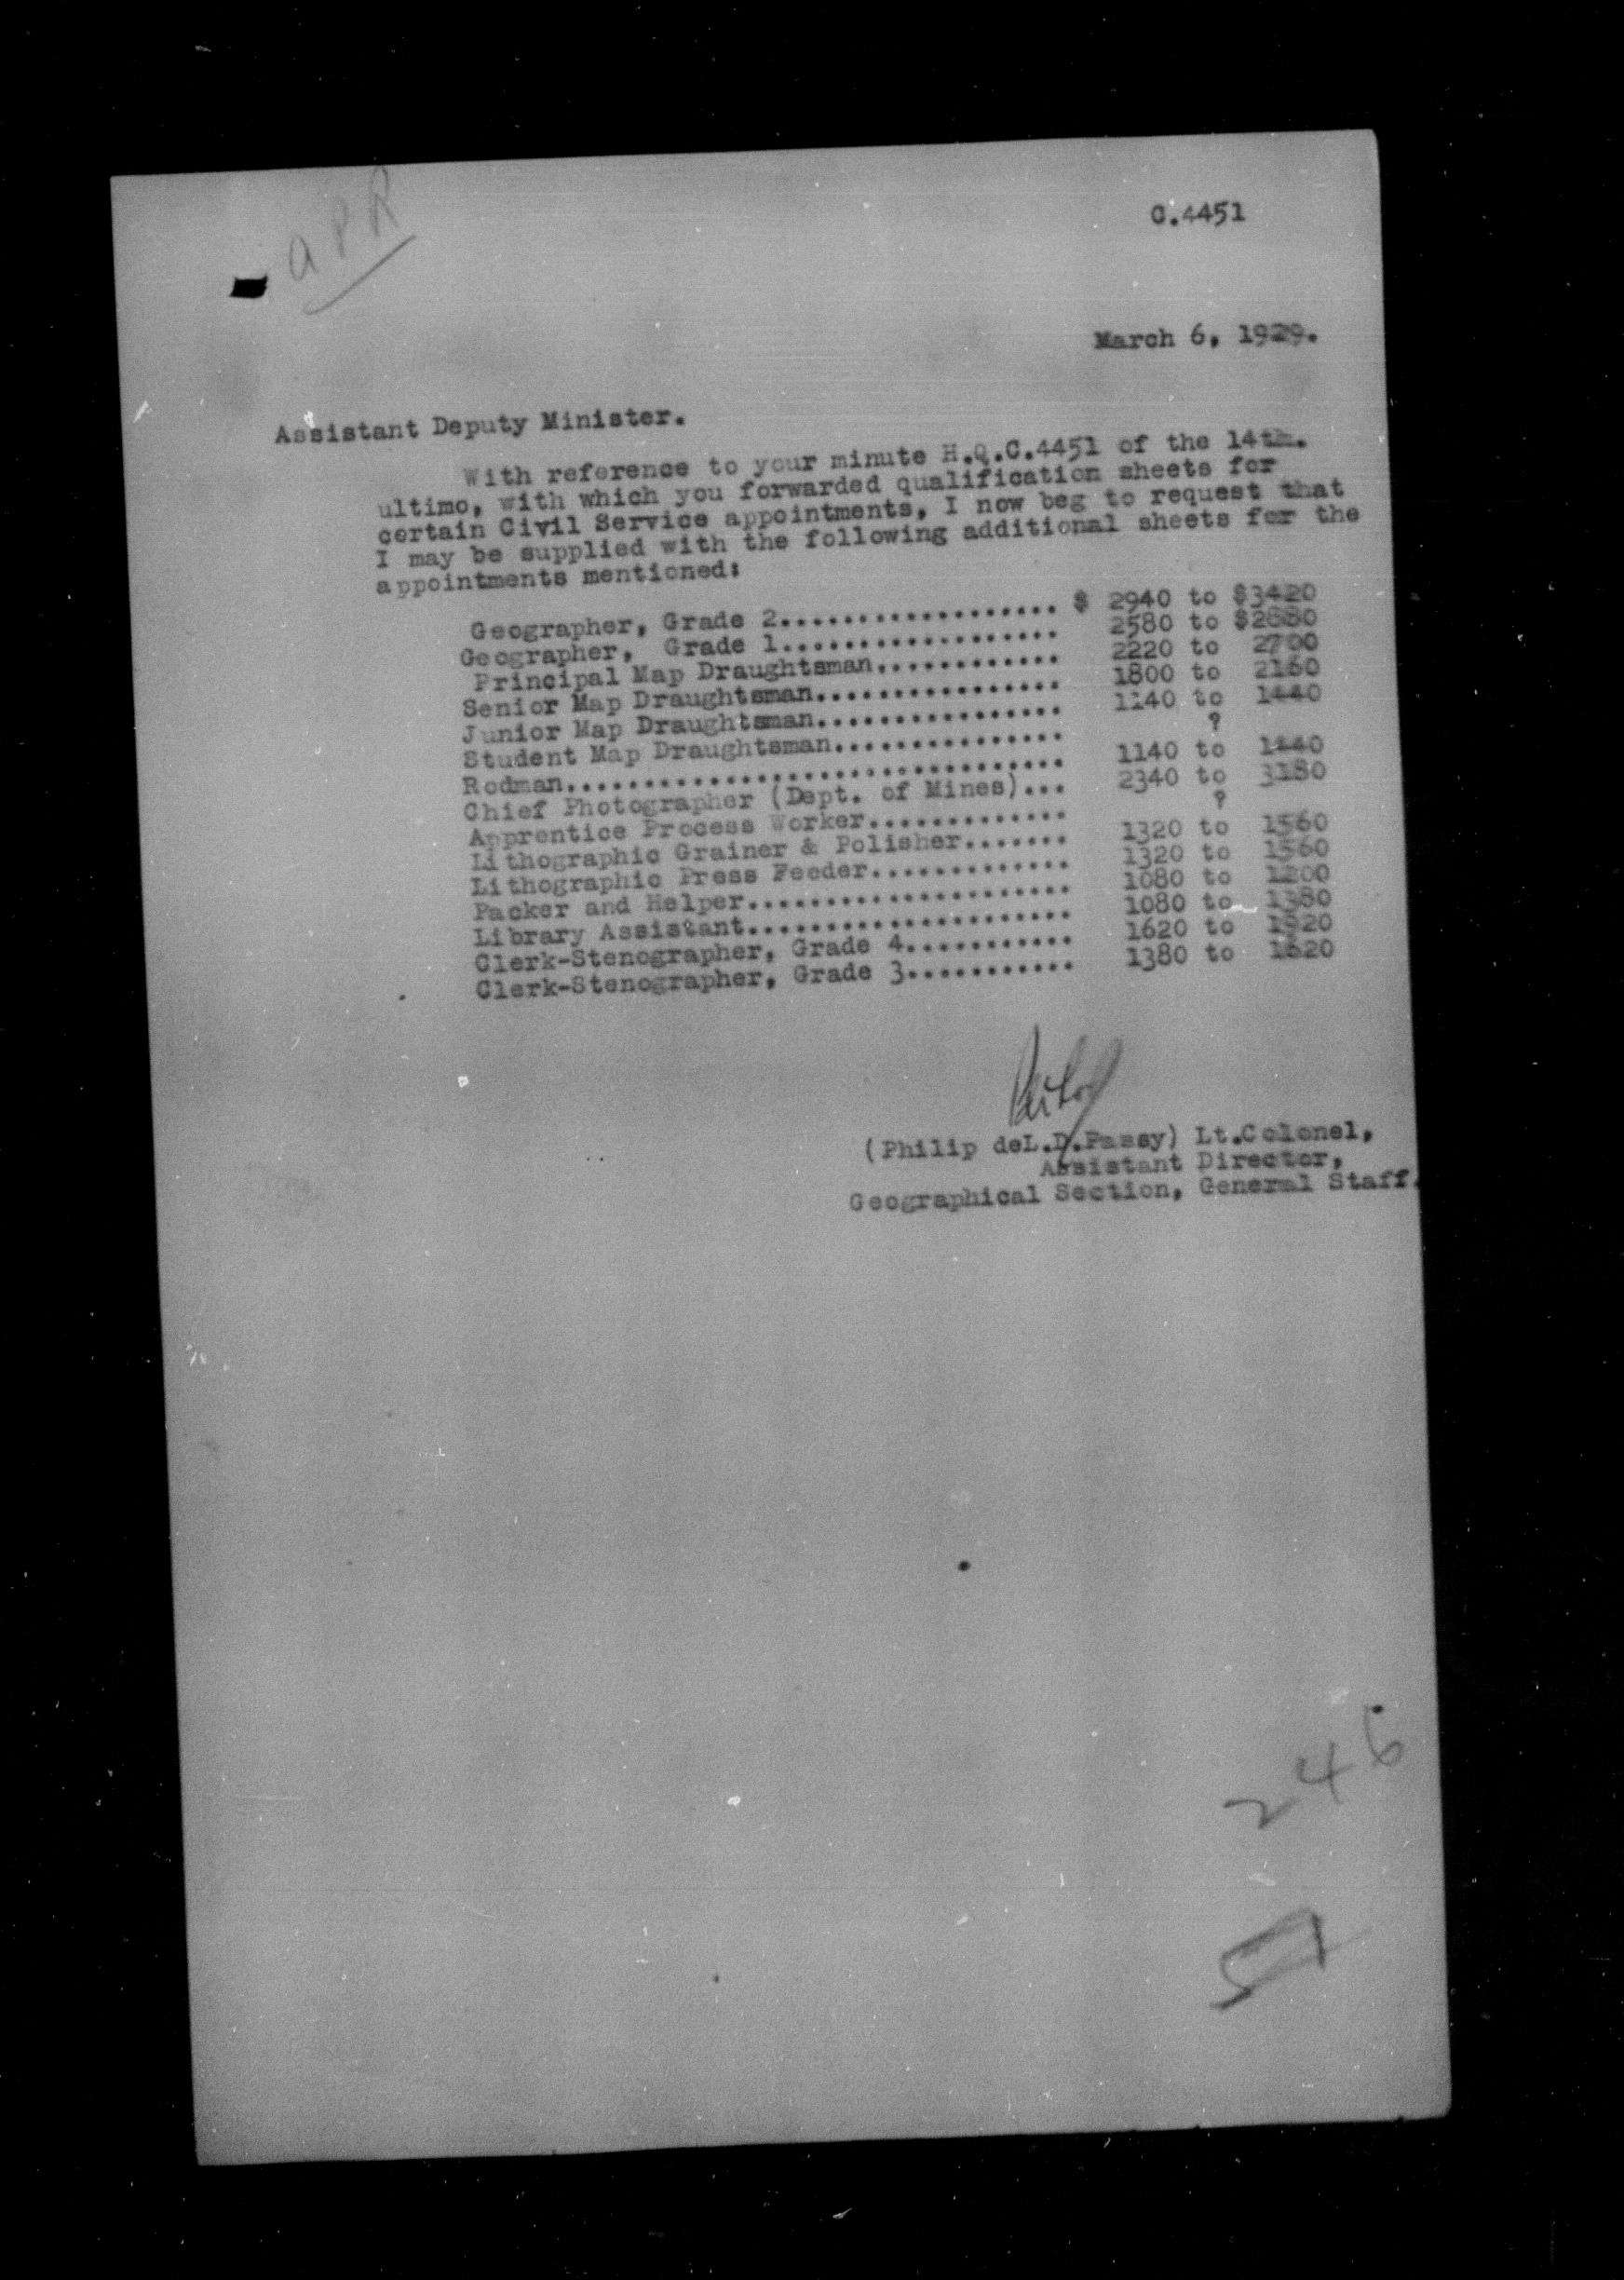 APR
C.4451
March 6, 1929.
Assistant Deputy Minister.
With reference to your minute H.Q.C.4451 of the 14th.
ultimo, with which you forwarded qualification sheets for
certain Civil Service appointments, I now beg to request that
I may be supplied with the following additional sheets for the
appointments mentioned:
Geographer, Grade 2.................. $ 2940 to $3420
Geographer, Grade 1.................. 2580 to $2880
Principal Map Draughtsman............ 2220 to 2700
Senior Map Draughtsman................ 1800 to 2160
Junior Map Draughtsman................ 1140 to 1440
Student Map Draughtsman............... ?
Rodman................................ 1140 to 1440
Chief Photographer (Dept. of Mines)... 2340 to 3180
Apprentice Process Worker............. ?
Lithographic Grainer & Polisher....... 1320 to 1560
Lithographic Press Feeder............. 1320 to 1560
Packer and Helper..................... 1080 to 1200
Library Assistant..................... 1080 to 1380
Clerk-Stenographer, Grade 4........... 1620 to 1920
Clerk-Stenographer, Grade 3........... 1380 to 1620
(Philip deL.D.Passy) Lt.Colonel,
Assistant Director,
Geographical Section, General Staff.
246